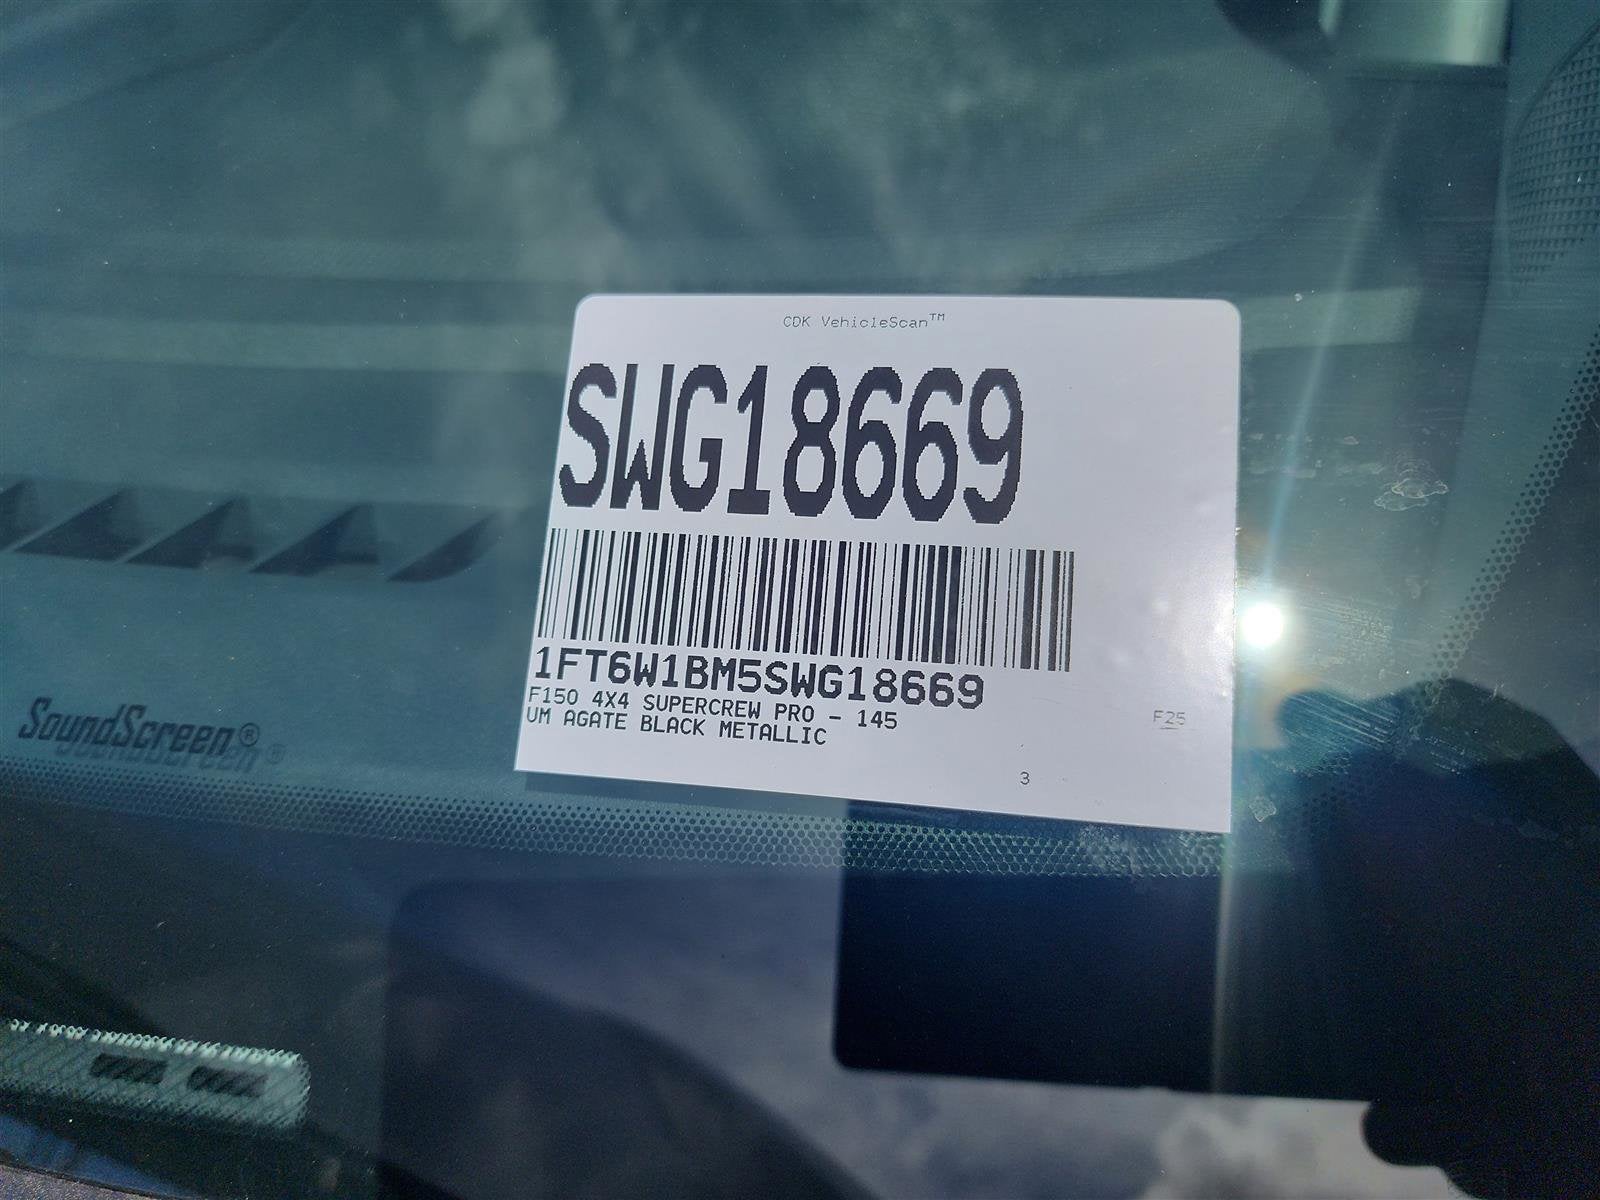 CDK VehicleScan™
SWG18669
1FT6W1BM5SWG18669
F150 4X4 SUPERCREW PRO - 145
UM AGATE BLACK METALLIC
F25
3
SoundScreen®